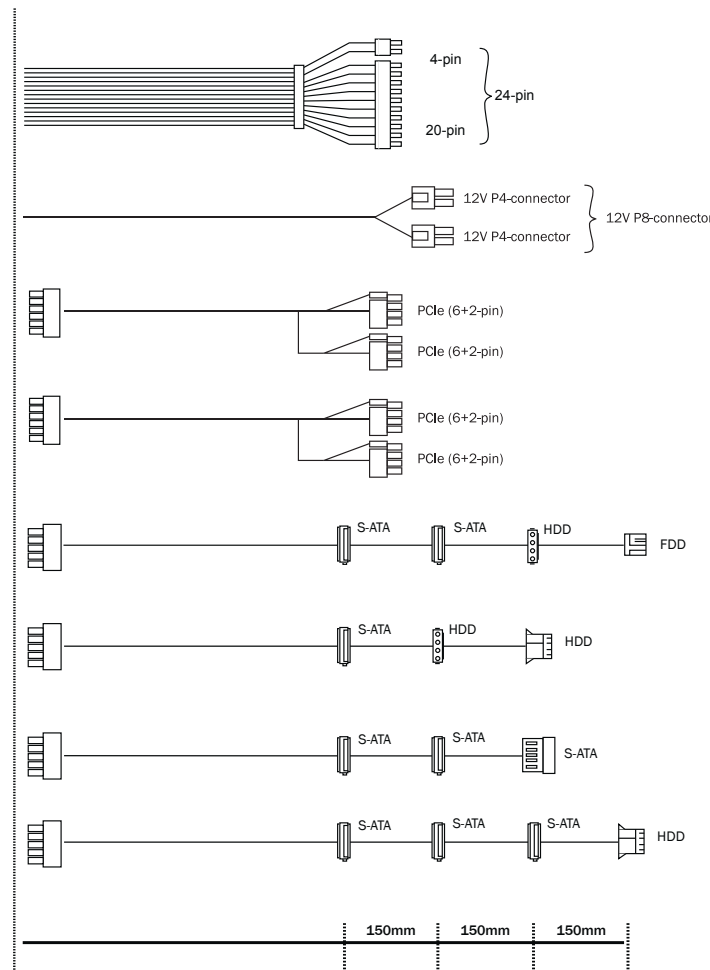 4-pin
24-pin
20-pin
12V P4-connector
12V P8-connector
12V P4-connector
PCIe (6+2-pin)
PCIe (6+2-pin)
PCIe (6+2-pin)
PCIe (6+2-pin)
S-ATA S-ATA HDD
FDD
S-ATA HDD
HDD
S-ATA S-ATA
S-ATA
S-ATA S-ATA S-ATA
HDD
150mm 150mm 150mm